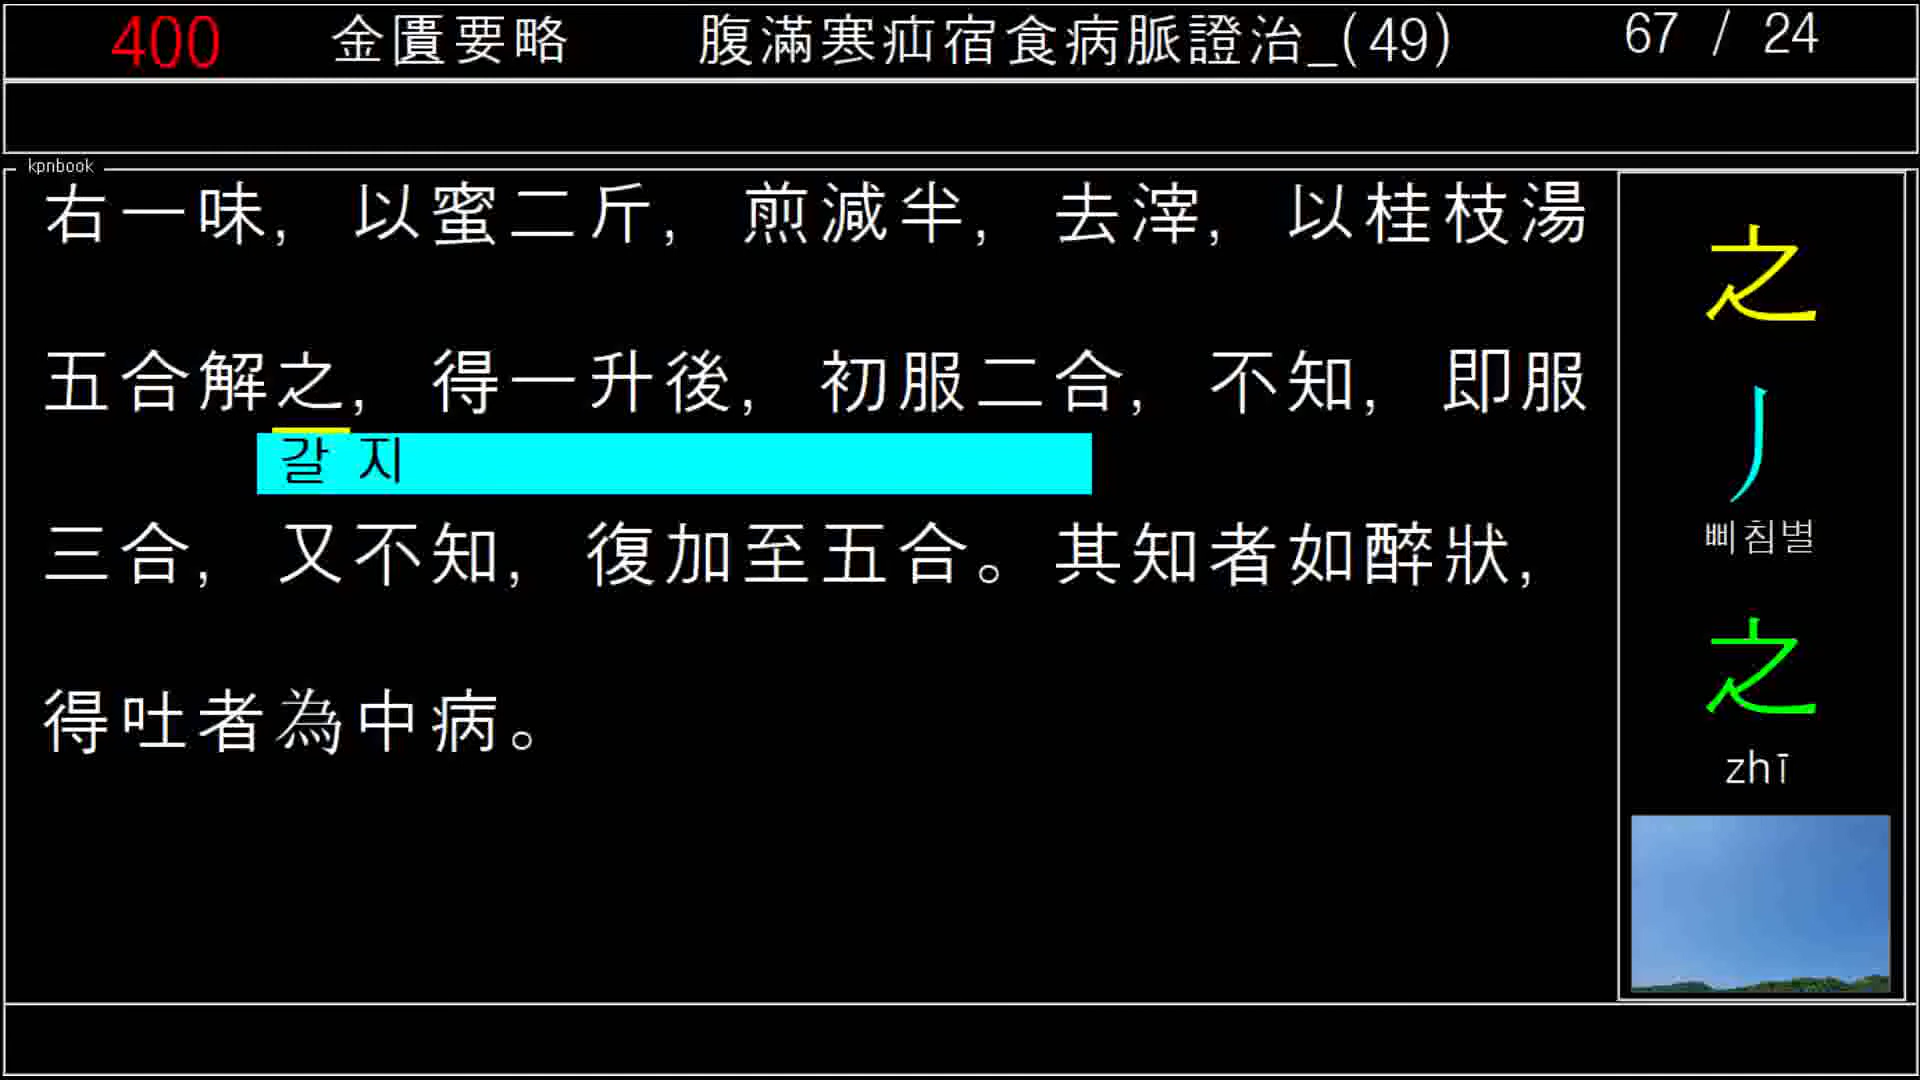 400 金匱要略 腹滿寒疝宿食病脈證治_(49) 67 / 24
kpnbook
右一味, 以蜜二斤, 煎減半, 去滓, 以桂枝湯
五合解之, 得一升後, 初服二合, 不知, 即服
갈 지
三合, 又不知, 復加至五合。其知者如醉狀,
得吐者為中病。
之
丿
삐침별
之
zhī